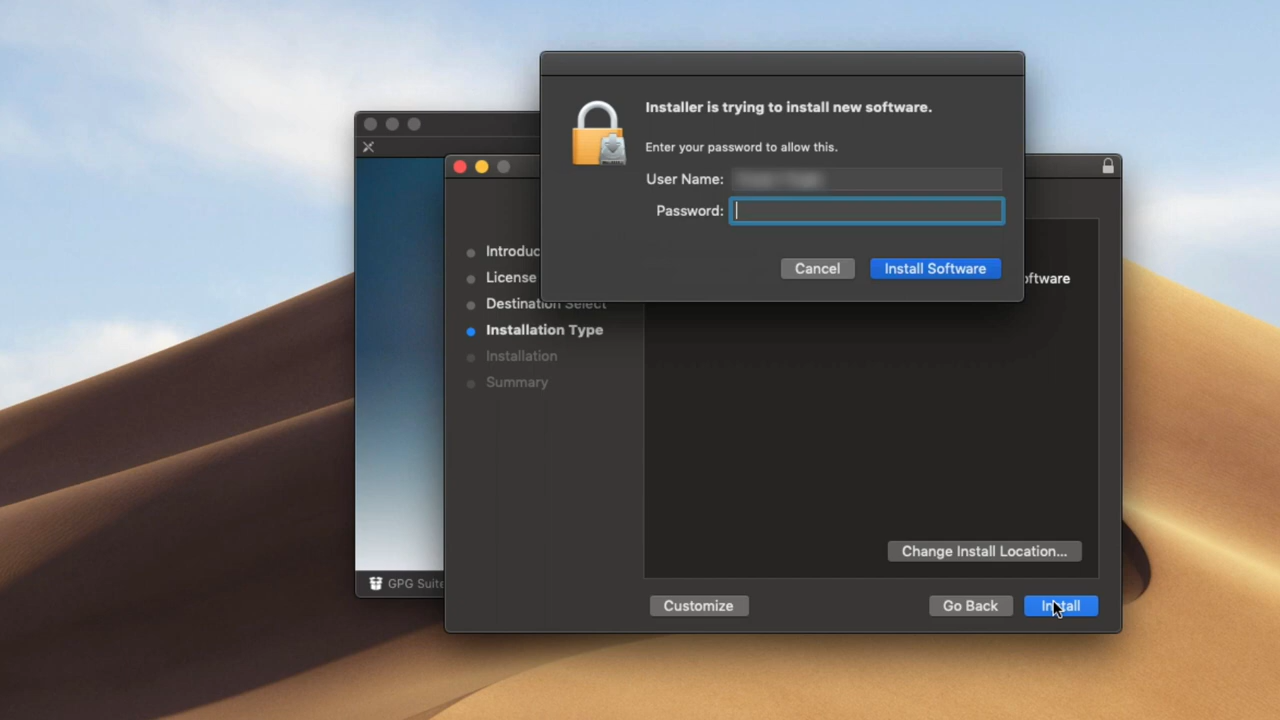 Installer is trying to install new software.
Enter your password to allow this.
User Name:
Password:
Cancel
Install Software
Introduc
License
Destination Select
Installation Type
Installation
Summary
oftware
Change Install Location...
GPG Suite
Customize
Go Back
Install